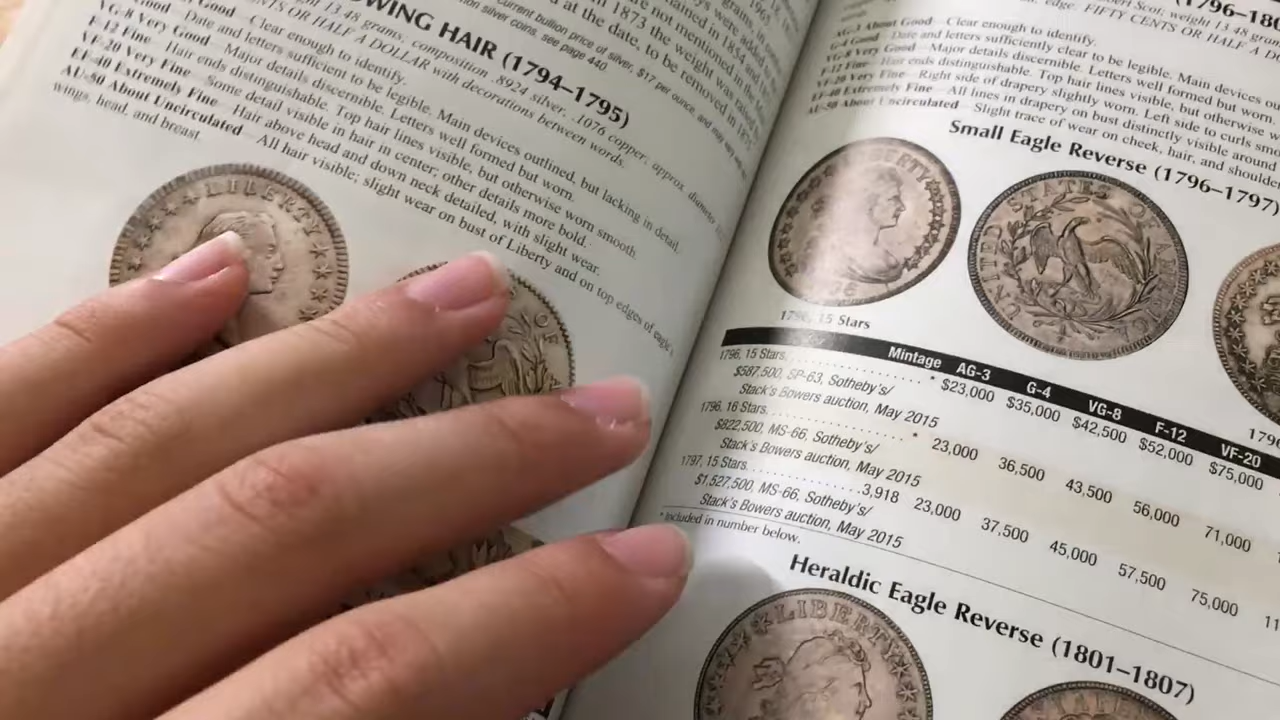 current bullion price of silver, $17 per ounce, and may vary
ion silver coins, see page 440.
in 1873 the weight was
at the date, to be removed in 1875
are not mentioned in the
in 1854 and
OWING HAIR (1794–1795)
13.48 grams; composition .8924 silver, .1076 copper; approx. diameter
NTS OR HALF A DOLLAR with decorations between words.
Good Clear enough to identify.
Good Date and letters sufficient to be legible. Main devices outlined, but lacking in detail.
VG-8 Very Good Major details discernible. Letters well formed but worn.
F-12 Fine Hair ends distinguishable. Top hair lines visible, but otherwise worn smooth.
VF-20 Very Fine Some detail visible in hair in center; other details more bold.
EF-40 Extremely Fine Hair above head and down neck detailed, with slight wear.
AU-50 About Uncirculated All hair visible; slight wear on bust of Liberty and on top edges of eagle's
wings, head, and breast.
LIBERTY
OF
(1796–180
ert Scot; weight 13.48 gram
edge: FIFTY CENTS OR HALF A D
AG-3 About Good—Clear enough to identify.
G-4 Good Date and letters sufficiently clear to be legible. Main devices ou
VG-8 Very Good—Major details discernible. Letters well formed but worn.
F-12 Fine Hair ends distinguishable. Top hair lines visible, but otherwise w
VF-20 Very Fine—Right side of drapery slightly worn. Left side to curls smo
EF-40 Extremely Fine—All lines in drapery on bust distinctly visible around
AU-50 About Uncirculated—Slight trace of wear on cheek, hair, and shoulde
Small Eagle Reverse (1796–1797)
LIBERTY
UNITED STATES OF AMERICA
1796, 15 Stars
1796
Mintage AG-3 G-4 VG-8 F-12 VF-20
1796, 15 Stars. . . . . . . . . . . . . . . . . * $23,000 $35,000 $42,500 $52,000 $75,000
$587,500, SP-63, Sotheby's/
Stack's Bowers auction, May 2015
1796, 16 Stars. . . . . . . . . . . . . . . . . * 23,000 36,500 43,500 56,000 71,000
$822,500, MS-66, Sotheby's/
Stack's Bowers auction, May 2015
1797, 15 Stars. . . . . . . . . . . . . .3,918 23,000 37,500 45,000 57,500 75,000 11
$1,527,500, MS-66, Sotheby's/
Stack's Bowers auction, May 2015
* Included in number below.
Heraldic Eagle Reverse (1801–1807)
LIBERTY